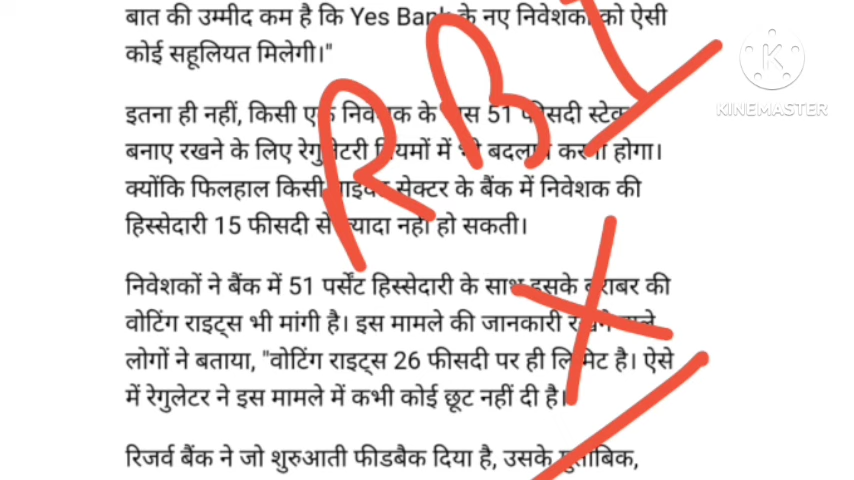 बात की उम्मीद कम है कि Yes Bank के नए निवेशकों को ऐसी
कोई सहूलियत मिलेगी।"
इतना ही नहीं, किसी एक निवेशक के पास 51 फीसदी स्टेक
बनाए रखने के लिए रेगुलेटरी नियमों में भी बदलाव करना होगा।
क्योंकि फिलहाल किसी प्राइवेट सेक्टर के बैंक में निवेशक की
हिस्सेदारी 15 फीसदी से ज्यादा नहीं हो सकती।
निवेशकों ने बैंक में 51 पर्सेंट हिस्सेदारी के साथ इसके बराबर की
वोटिंग राइट्स भी मांगी है। इस मामले की जानकारी रखने वाले
लोगों ने बताया, "वोटिंग राइट्स 26 फीसदी पर ही लिमिट है। ऐसे
में रेगुलेटर ने इस मामले में कभी कोई छूट नहीं दी है।
रिजर्व बैंक ने जो शुरुआती फीडबैक दिया है, उसके मुताबिक,
RBI
X
KINEMASTER